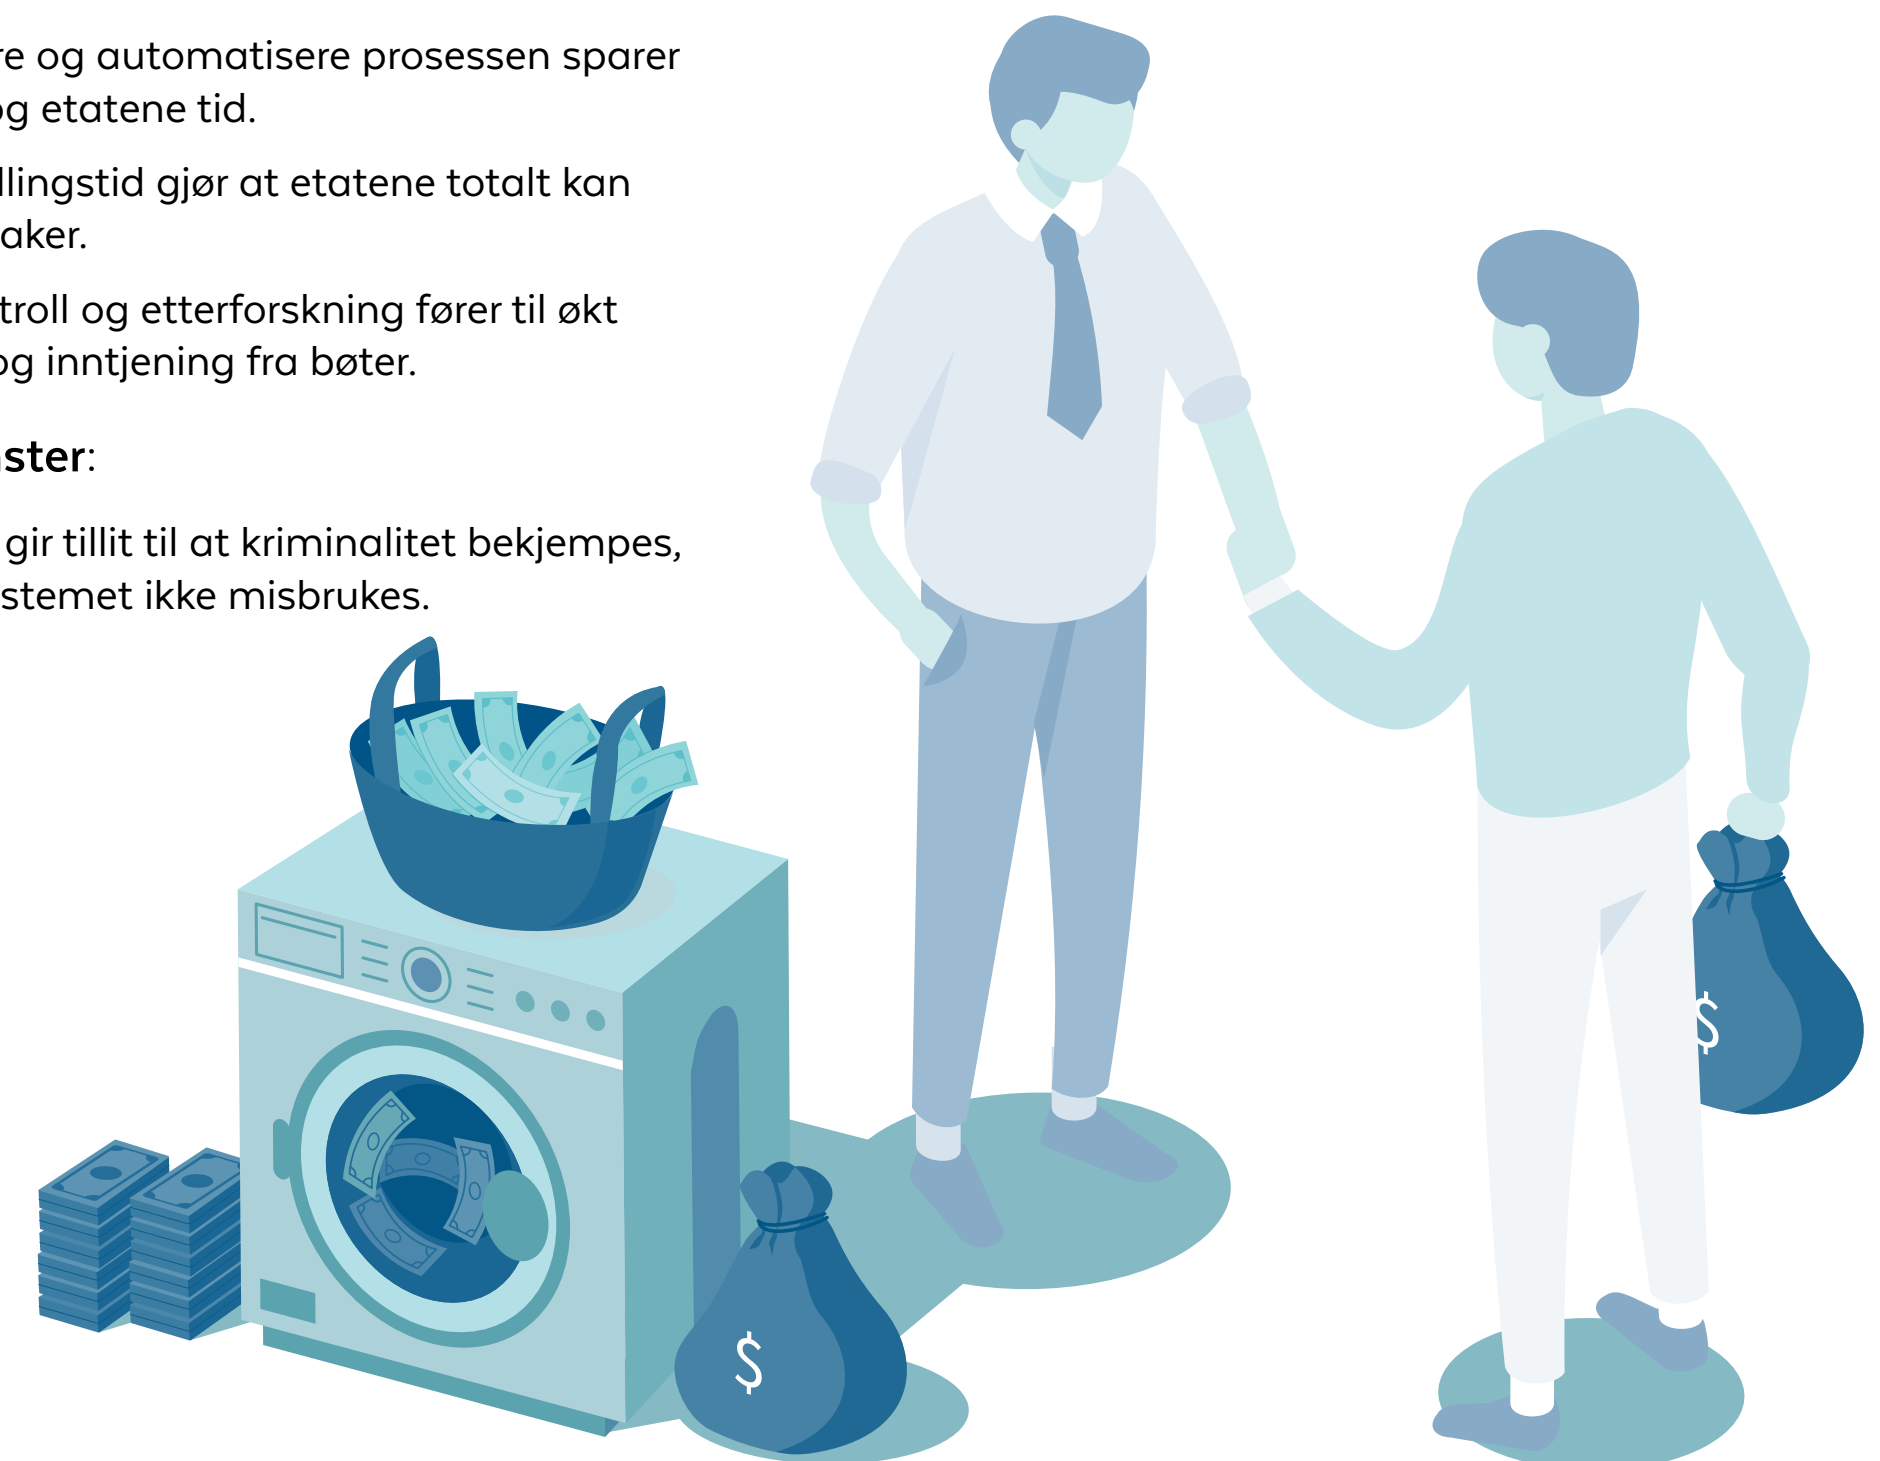 re og automatisere prosessen sparer
og etatene tid.
llingstid gjør at etatene totalt kan
aker.
troll og etterforskning fører til økt
og inntjening fra bøter.
ster:
gir tillit til at kriminalitet bekjempes,
stemet ikke misbrukes.
$
$